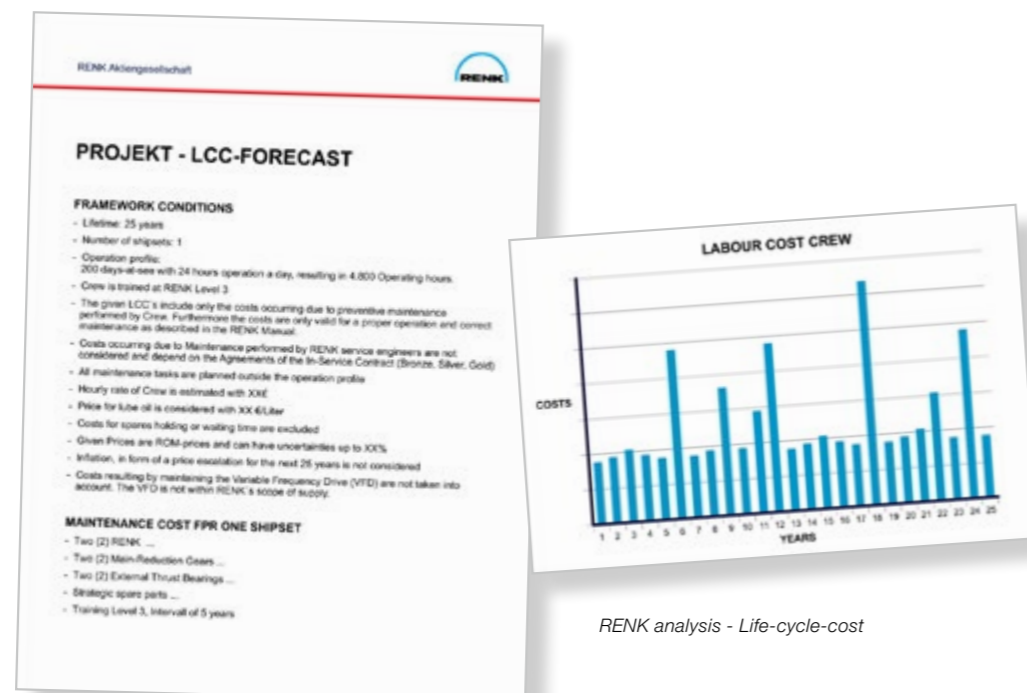 RENK Aktiengesellschaft
RENK
PROJEKT - LCC-FORECAST
FRAMEWORK CONDITIONS
- Lifetime: 25 years
- Number of shipsets: 1
- Operation profile:
200 days-at-see with 24 hours operation a day, resulting in 4.800 Operating hours.
- Crew is trained at RENK Level 3
- The given LCC´s include only the costs occurring due to preventive maintenance
performed by Crew. Furthermore the costs are only valid for a proper operation and correct
maintenance as described in the RENK Manual.
- Costs occurring due to Maintenance performed by RENK service engineers are not
considered and depend on the Agreements of the In-Service Contract (Bronze, Silver, Gold)
- All maintenance tasks are planned outside the operation profile
- Hourly rate of Crew is estimated with XX€
- Price for lube oil is considered with XX €/Liter
- Costs for spares holding or waiting time are excluded
- Given Prices are ROM-prices and can have uncertainties up to XX%
- Inflation, in form of a price escalation for the next 25 years is not considered
- Costs resulting by maintaining the Variable Frequency Drive (VFD) are not taken into
account. The VFD is not within RENK´s scope of supply.
MAINTENANCE COST FPR ONE SHIPSET
- Two (2) RENK ...
- Two (2) Main-Reduction Gears ...
- Two (2) External Thrust Bearings ...
- Strategic spare parts ...
- Training Level 3, Intervall of 5 years
LABOUR COST CREW
COSTS
1 2 3 4 5 6 7 8 9 10 11 12 13 14 15 16 17 18 19 20 21 22 23 24 25
YEARS
RENK analysis - Life-cycle-cost